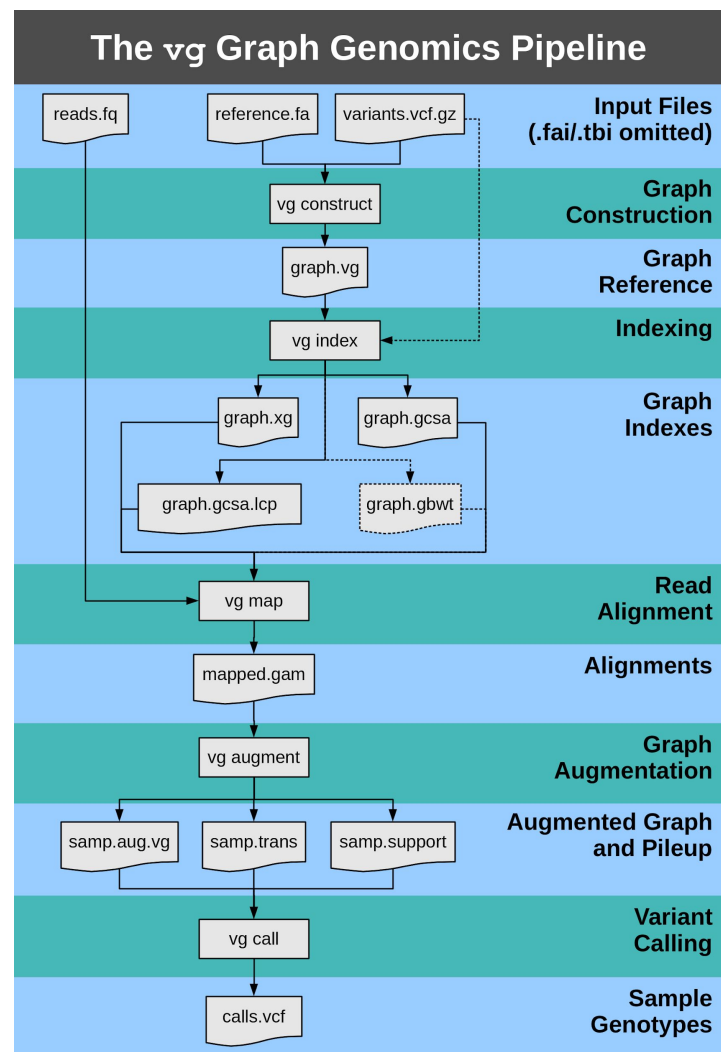 The vg Graph Genomics Pipeline
reads.fq
reference.fa
variants.vcf.gz
Input Files
(.fai/.tbi omitted)
vg construct
Graph
Construction
graph.vg
Graph
Reference
vg index
Indexing
graph.xg
graph.gcsa
Graph
Indexes
graph.gcsa.lcp
graph.gbwt
vg map
Read
Alignment
mapped.gam
Alignments
vg augment
Graph
Augmentation
samp.aug.vg
samp.trans
samp.support
Augmented Graph
and Pileup
vg call
Variant
Calling
calls.vcf
Sample
Genotypes